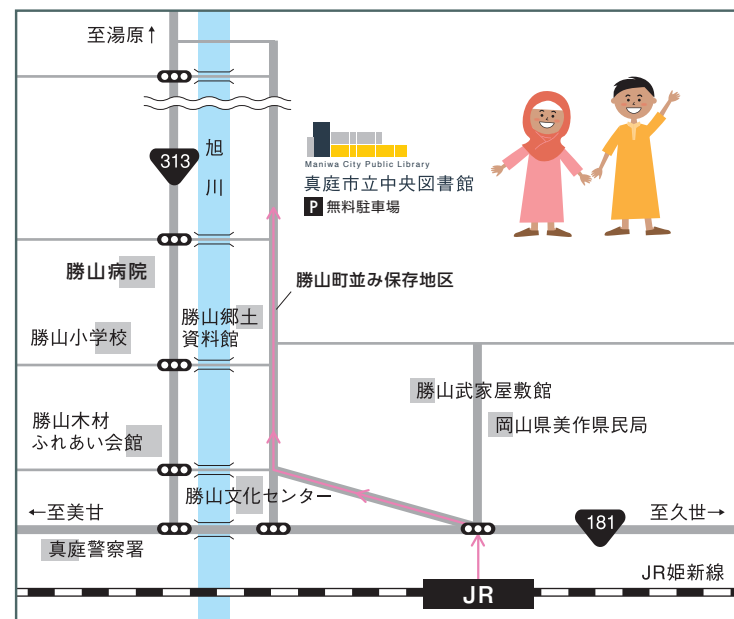 至湯原↑
313
旭川
Maniwa City Public Library
真庭市立中央図書館
P 無料駐車場
勝山病院
勝山町並み保存地区
勝山郷土
資料館
勝山小学校
勝山武家屋敷館
勝山木材
ふれあい会館
岡山県美作県民局
勝山文化センター
←至美甘
181
至久世→
真庭警察署
JR姫新線
JR